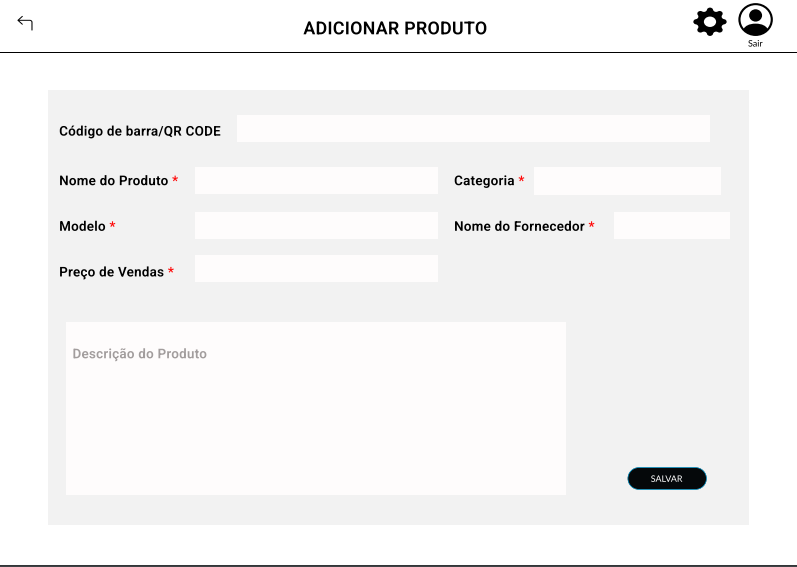 ADICIONAR PRODUTO
Sair
Código de barra/QR CODE
Nome do Produto *
Categoria *
Modelo *
Nome do Fornecedor *
Preço de Vendas *
Descrição do Produto
SALVAR